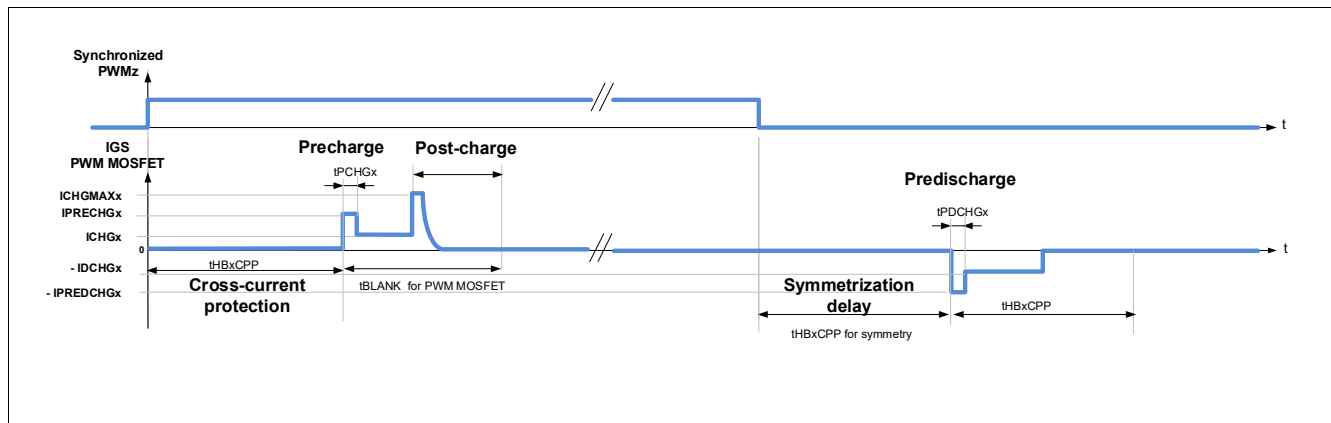 Synchronized
PWMz
t
IGS
PWM MOSFET
Precharge
Post-charge
tPCHGx
Predischarge
tPDCHGx
ICHGMAXx
IPRECHGx
ICHGx
0
t
- IDCHGx
- IPREDCHGx
tHBxCPP
Cross-current
protection
tBLANK for PWM MOSFET
Symmetrization
delay
tHBxCPP
tHBxCPP for symmetry